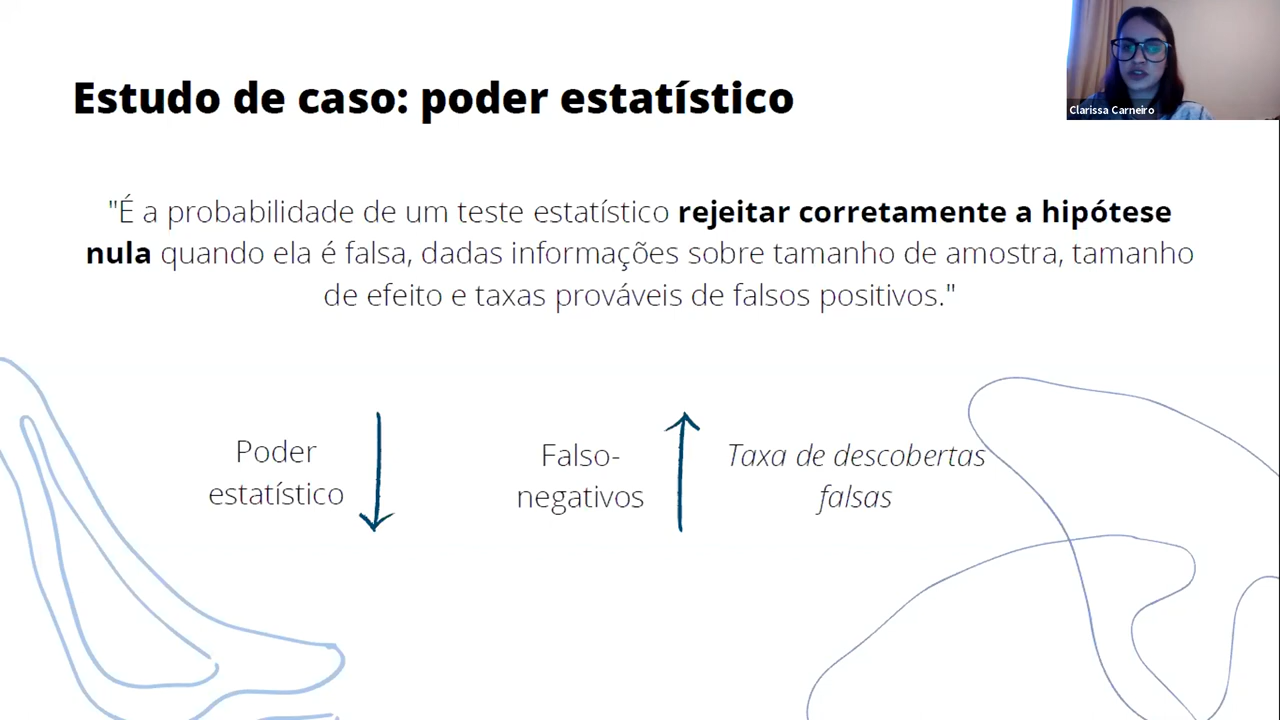 Estudo de caso: poder estatístico
Clarissa Carneiro
"É a probabilidade de um teste estatístico rejeitar corretamente a hipótese
nula quando ela é falsa, dadas informações sobre tamanho de amostra, tamanho
de efeito e taxas prováveis de falsos positivos."
Poder
estatístico
Falso-
negativos
Taxa de descobertas
falsas